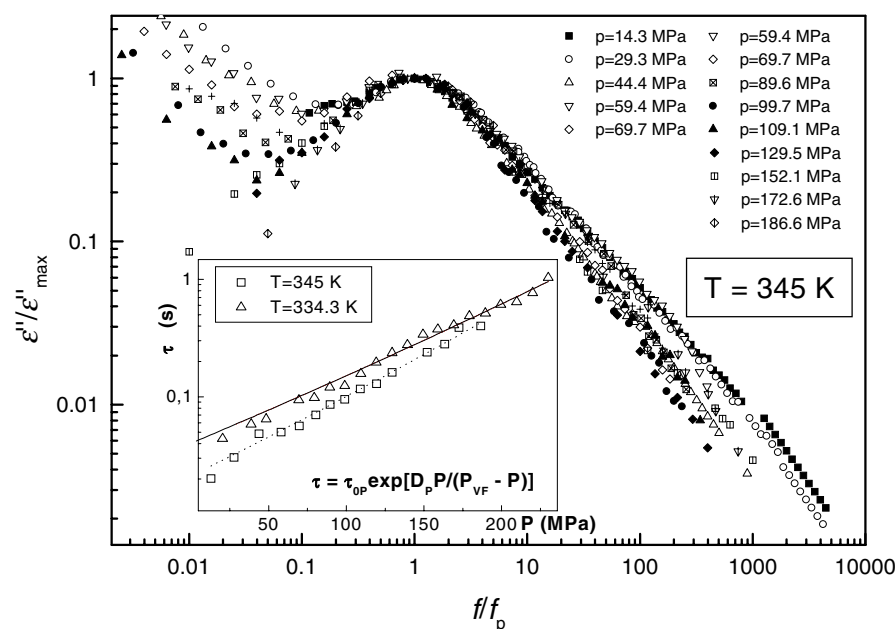 p=14.3 MPa
p=29.3 MPa
p=44.4 MPa
p=59.4 MPa
p=69.7 MPa
p=59.4 MPa
p=69.7 MPa
p=89.6 MPa
p=99.7 MPa
p=109.1 MPa
p=129.5 MPa
p=152.1 MPa
p=172.6 MPa
p=186.6 MPa
T = 345 K
ε''/ε''max
1
0.1
0.01
0.01
0.1
1
10
100
1000
10000
f/fp
T=345 K
T=334.3 K
τ (s)
1
0,1
τ = τ0P exp[DPP/(PVF - P)]
50
100
150
200
P (MPa)